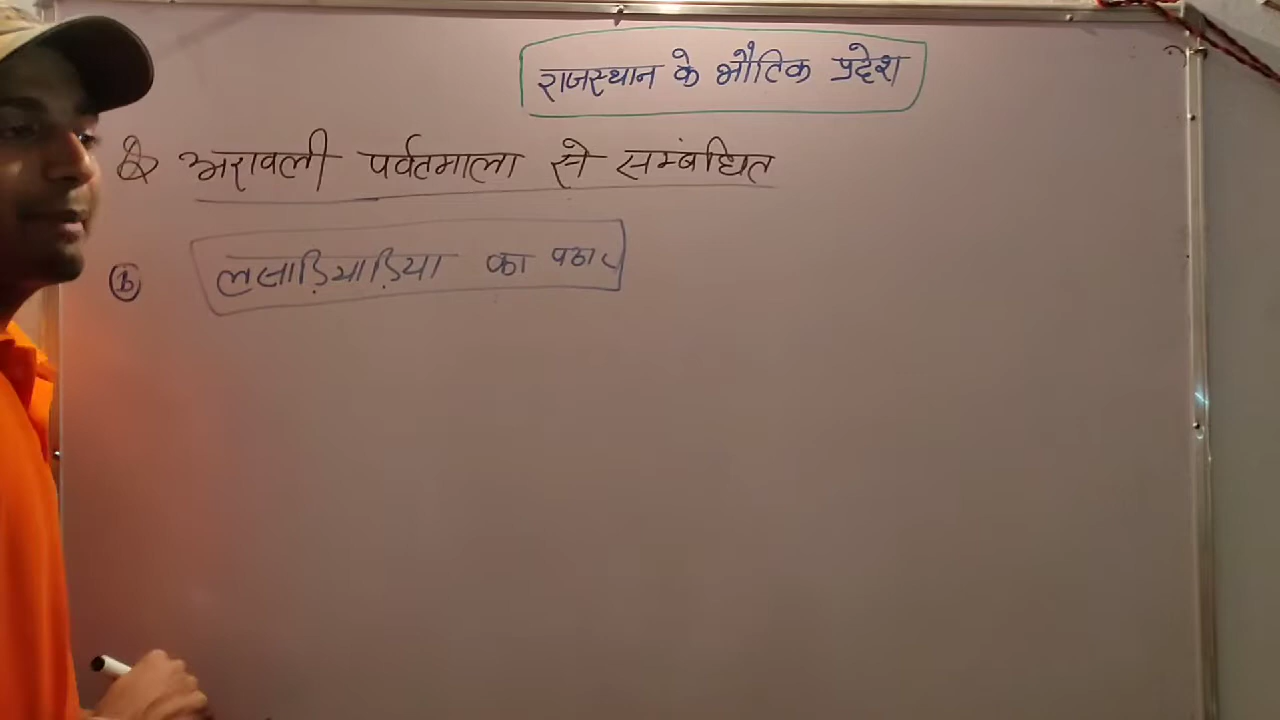 राजस्थान के भौतिक प्रदेश
Q अरावली पर्वतमाला से सम्बंधित
b लसाड़ियाड़िया का पठार